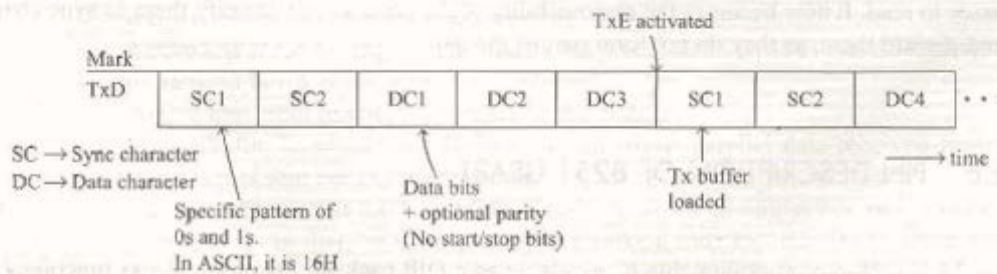 TxE activated
Mark
TxD
SC1 SC2 DC1 DC2 DC3 SC1 SC2 DC4 • •
SC → Sync character
DC → Data character
→ time
Specific pattern of
0s and 1s.
In ASCII, it is 16H
Data bits
+ optional parity
(No start/stop bits)
Tx buffer
loaded